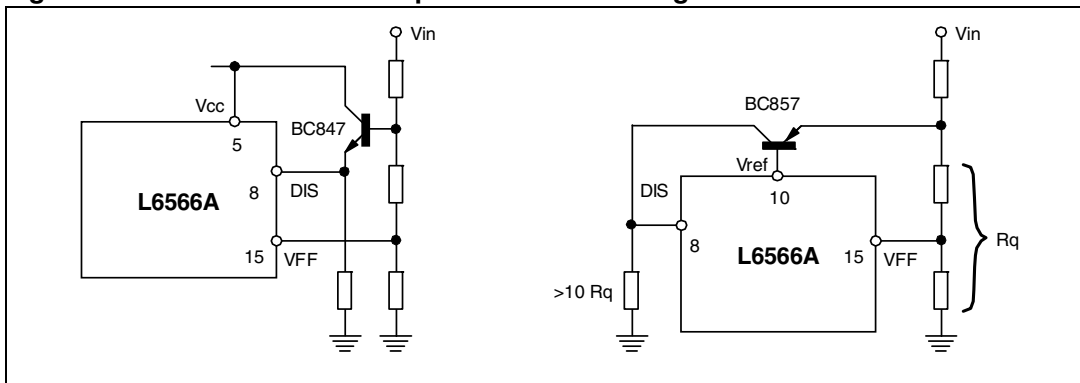 Vin
Vcc
5
BC847
8
DIS
L6566A
15
VFF
Vin
BC857
Vref
10
DIS
8
L6566A
15
VFF
Rq
>10 Rq